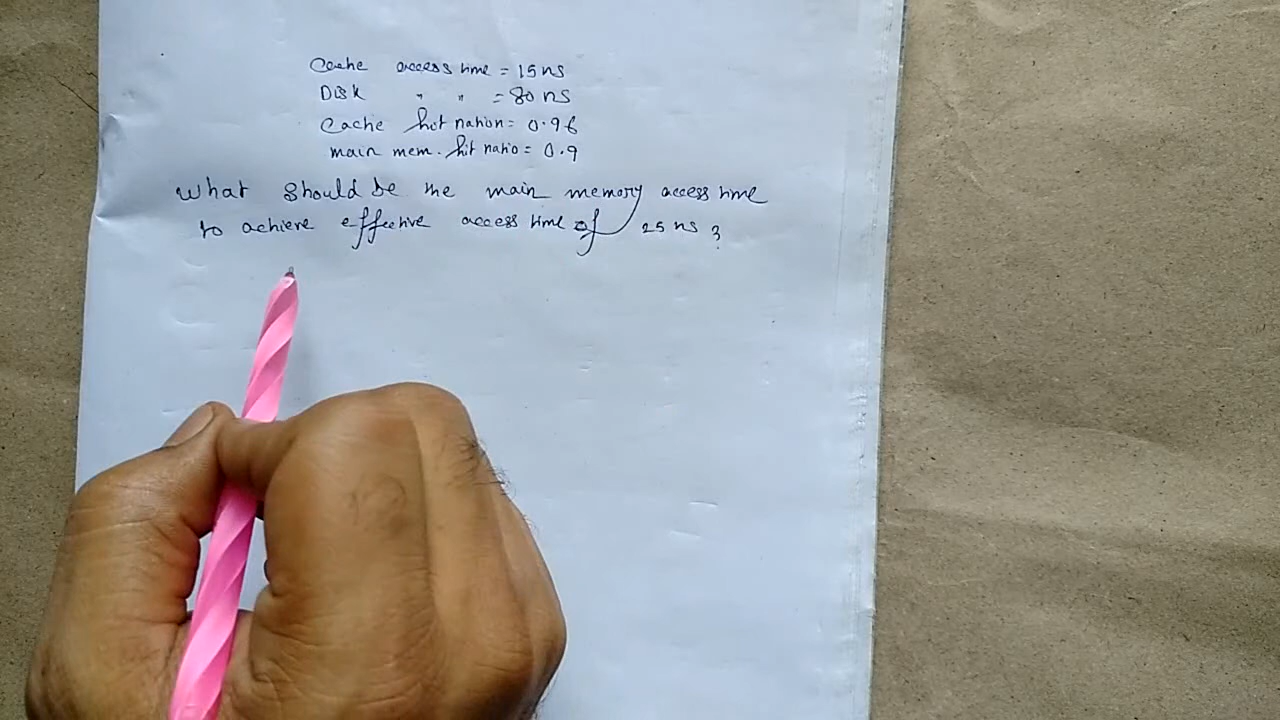 Cache access time = 15 ns
Disk " " = 80 ns
Cache hit ration = 0.96
main mem. hit ratio = 0.9
What should be the main memory access time
to achieve effective access time of 25 ns ?